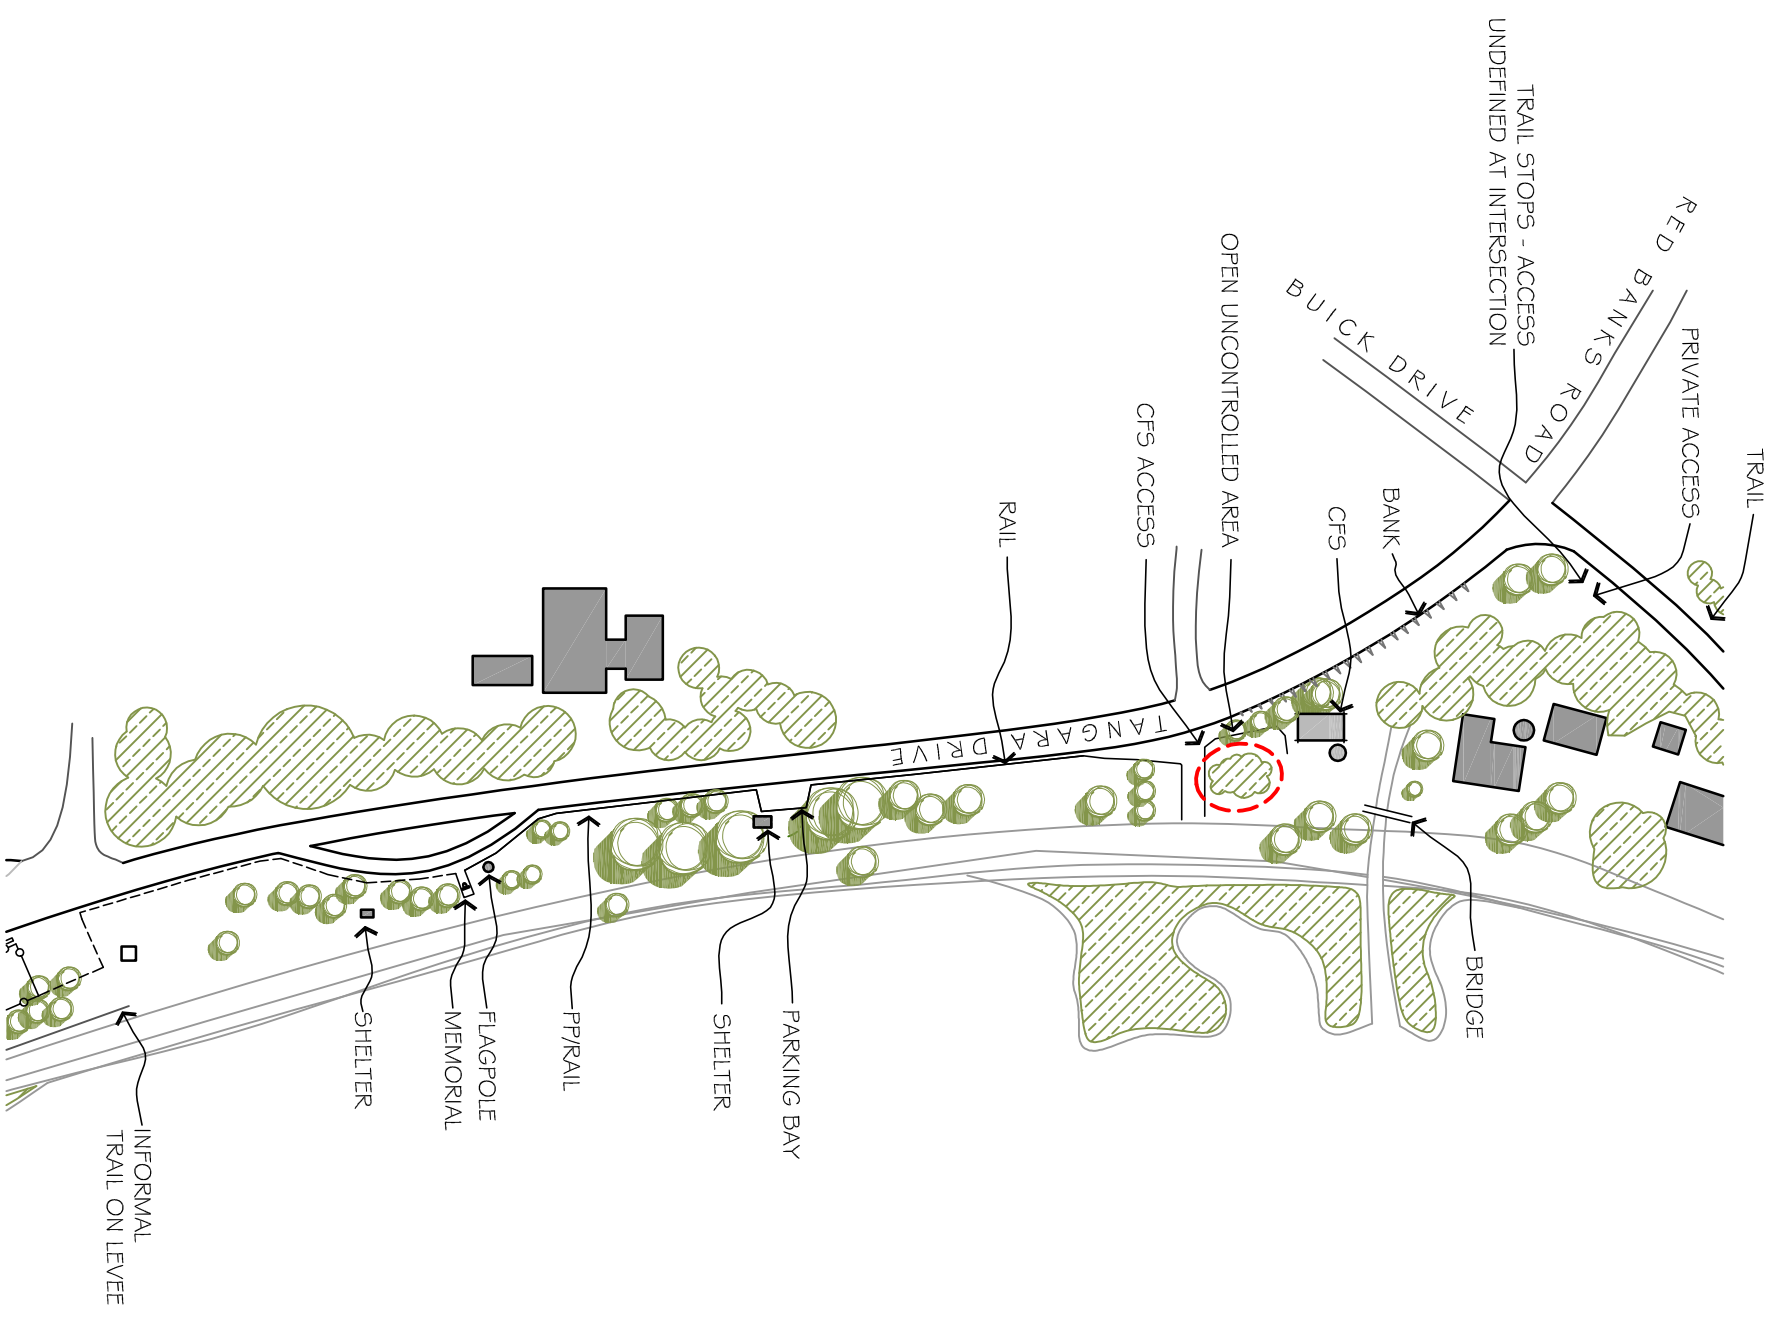 TRAIL
PRIVATE ACCESS
RED BANKS ROAD
TRAIL STOPS - ACCESS
UNDEFINED AT INTERSECTION
BUICK DRIVE
BANK
CFS
OPEN UNCONTROLLED AREA
CFS ACCESS
RAIL
TANGARA DRIVE
BRIDGE
PARKING BAY
SHELTER
PP/RAIL
FLAGPOLE
MEMORIAL
SHELTER
INFORMAL
TRAIL ON LEVEE